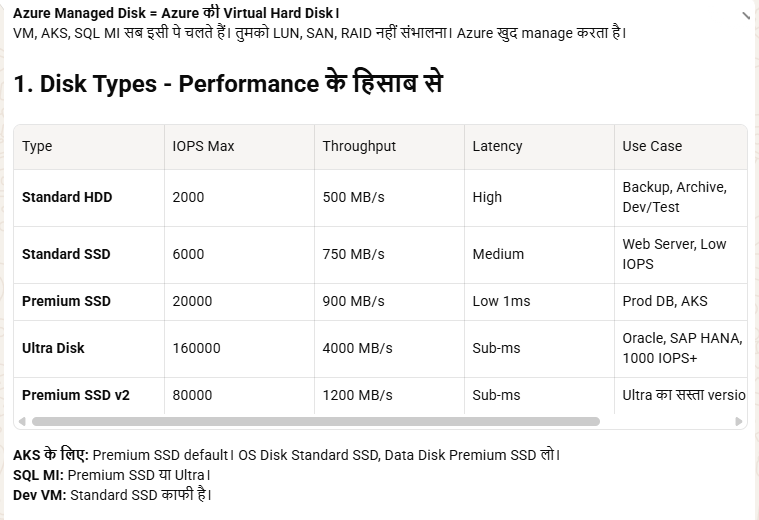 Azure Managed Disk = Azure की Virtual Hard Disk।
VM, AKS, SQL MI सब इसी पे चलते हैं। तुमको LUN, SAN, RAID नहीं संभालना। Azure खुद manage करता है।
1. Disk Types - Performance के हिसाब से
Type IOPS Max Throughput Latency Use Case
Standard HDD 2000 500 MB/s High Backup, Archive,
Dev/Test
Standard SSD 6000 750 MB/s Medium Web Server, Low
IOPS
Premium SSD 20000 900 MB/s Low 1ms Prod DB, AKS
Ultra Disk 160000 4000 MB/s Sub-ms Oracle, SAP HANA,
1000 IOPS+
Premium SSD v2 80000 1200 MB/s Sub-ms Ultra का सस्ता versio
AKS के लिए: Premium SSD default। OS Disk Standard SSD, Data Disk Premium SSD लो।
SQL MI: Premium SSD या Ultra।
Dev VM: Standard SSD काफी है।